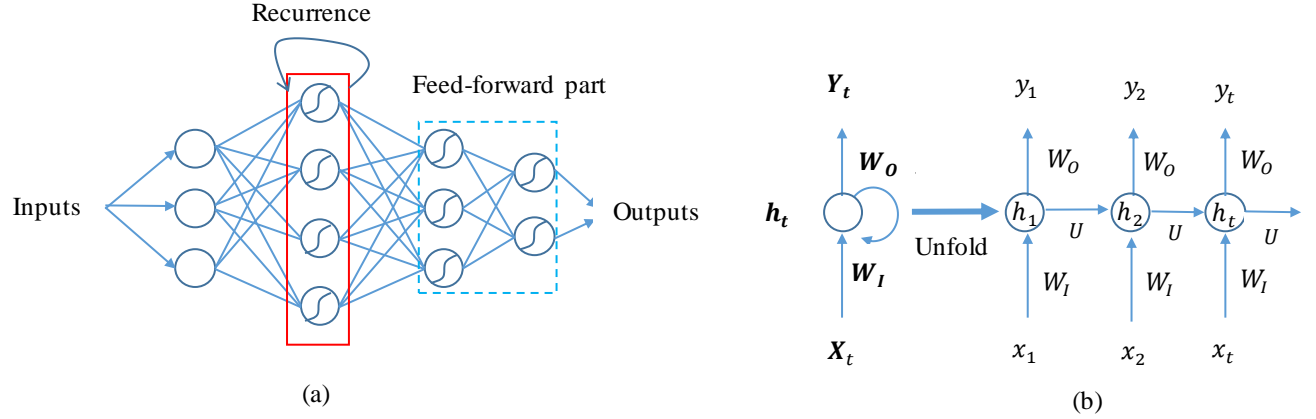 Recurrence
Feed-forward part
Inputs
Outputs
(a)
Y_t
W_O
h_t
W_I
X_t
Unfold
y_1 y_2 y_t
W_O W_O W_O
h_1 h_2 h_t
U U U
W_I W_I W_I
x_1 x_2 x_t
(b)